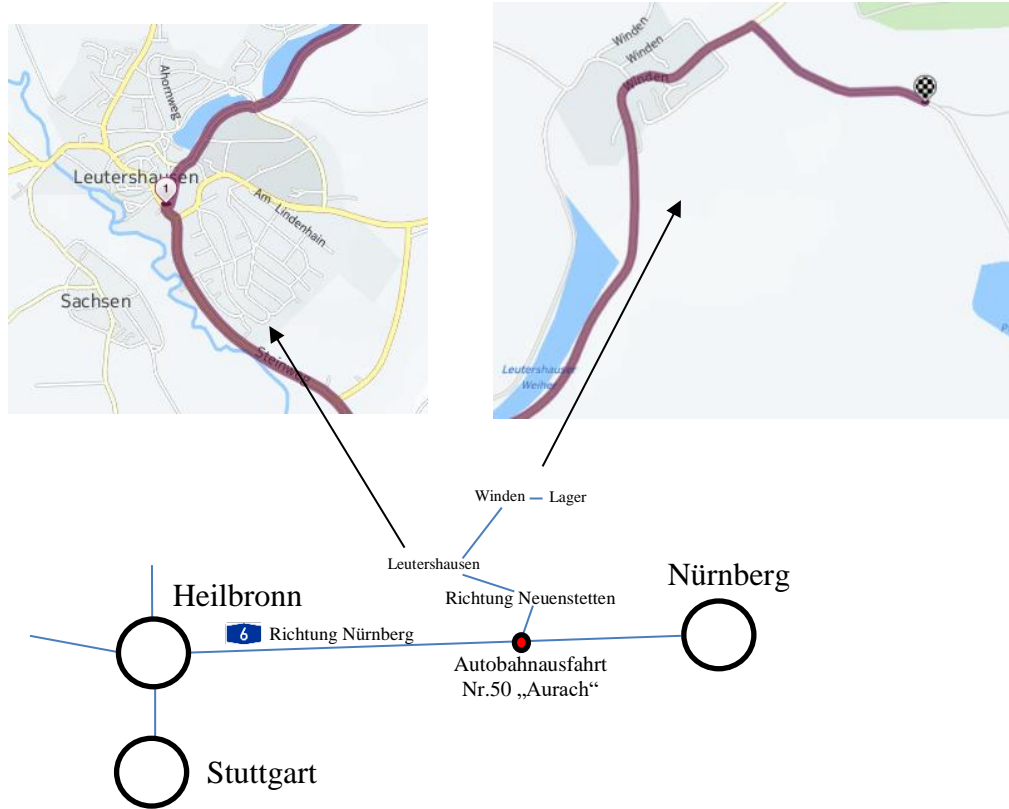 Ahornweg
Leutershausen
1
Am Lindenhain
Sachsen
Steinweg
Winden
Winden
Winden
Leutershauser
Weiher
Winden
Lager
Leutershausen
Richtung Neuenstetten
Nürnberg
Heilbronn
6 Richtung Nürnberg
Autobahnausfahrt
Nr.50 „Aurach“
Stuttgart